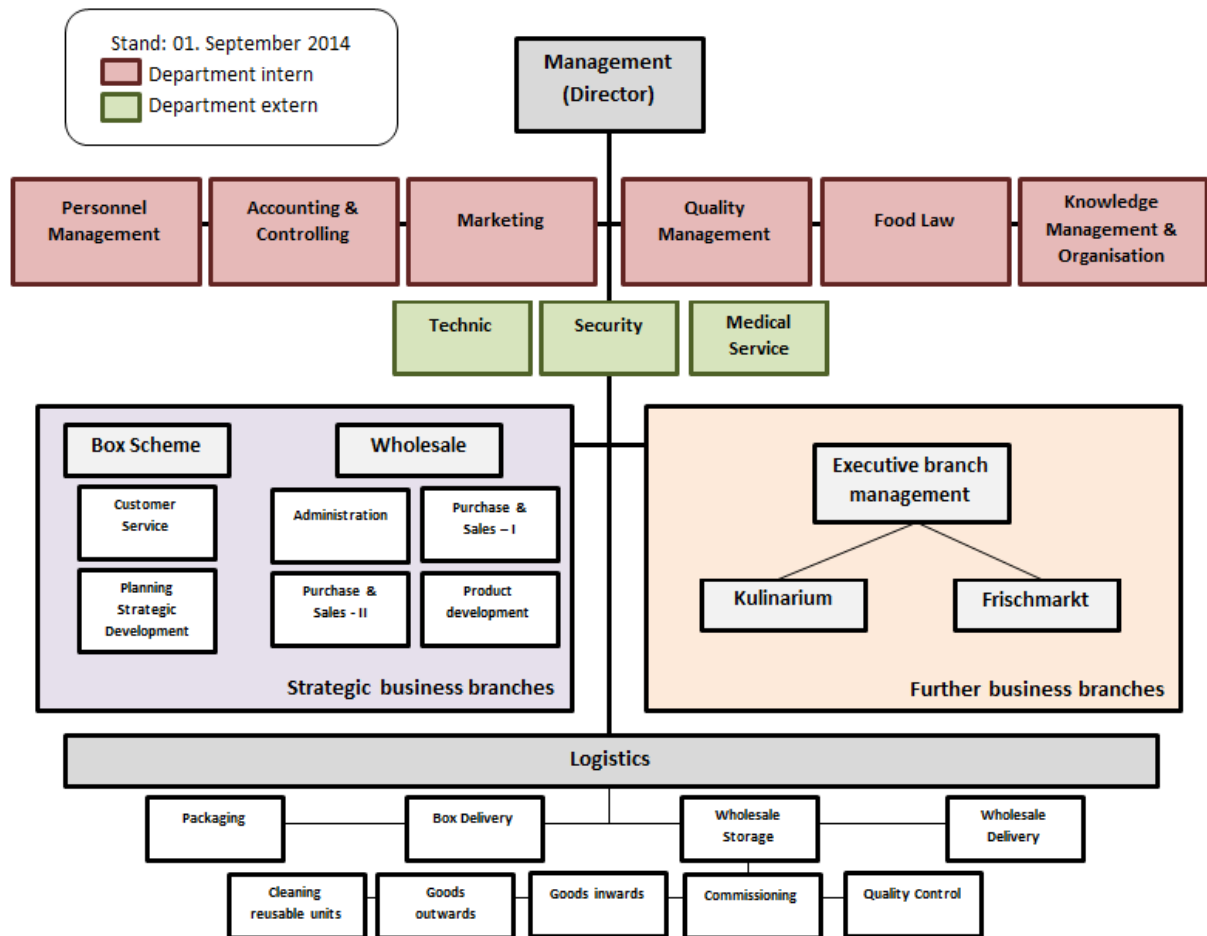 Stand: 01. September 2014
Department intern
Department extern
Management
(Director)
Personnel
Management
Accounting &
Controlling
Marketing
Quality
Management
Food Law
Knowledge
Management &
Organisation
Technic
Security
Medical
Service
Box Scheme
Customer
Service
Planning
Strategic
Development
Wholesale
Administration
Purchase &
Sales – I
Purchase &
Sales - II
Product
development
Strategic business branches
Executive branch
management
Kulinarium
Frischmarkt
Further business branches
Logistics
Packaging
Box Delivery
Wholesale
Storage
Wholesale
Delivery
Cleaning
reusable units
Goods
outwards
Goods inwards
Commissioning
Quality Control